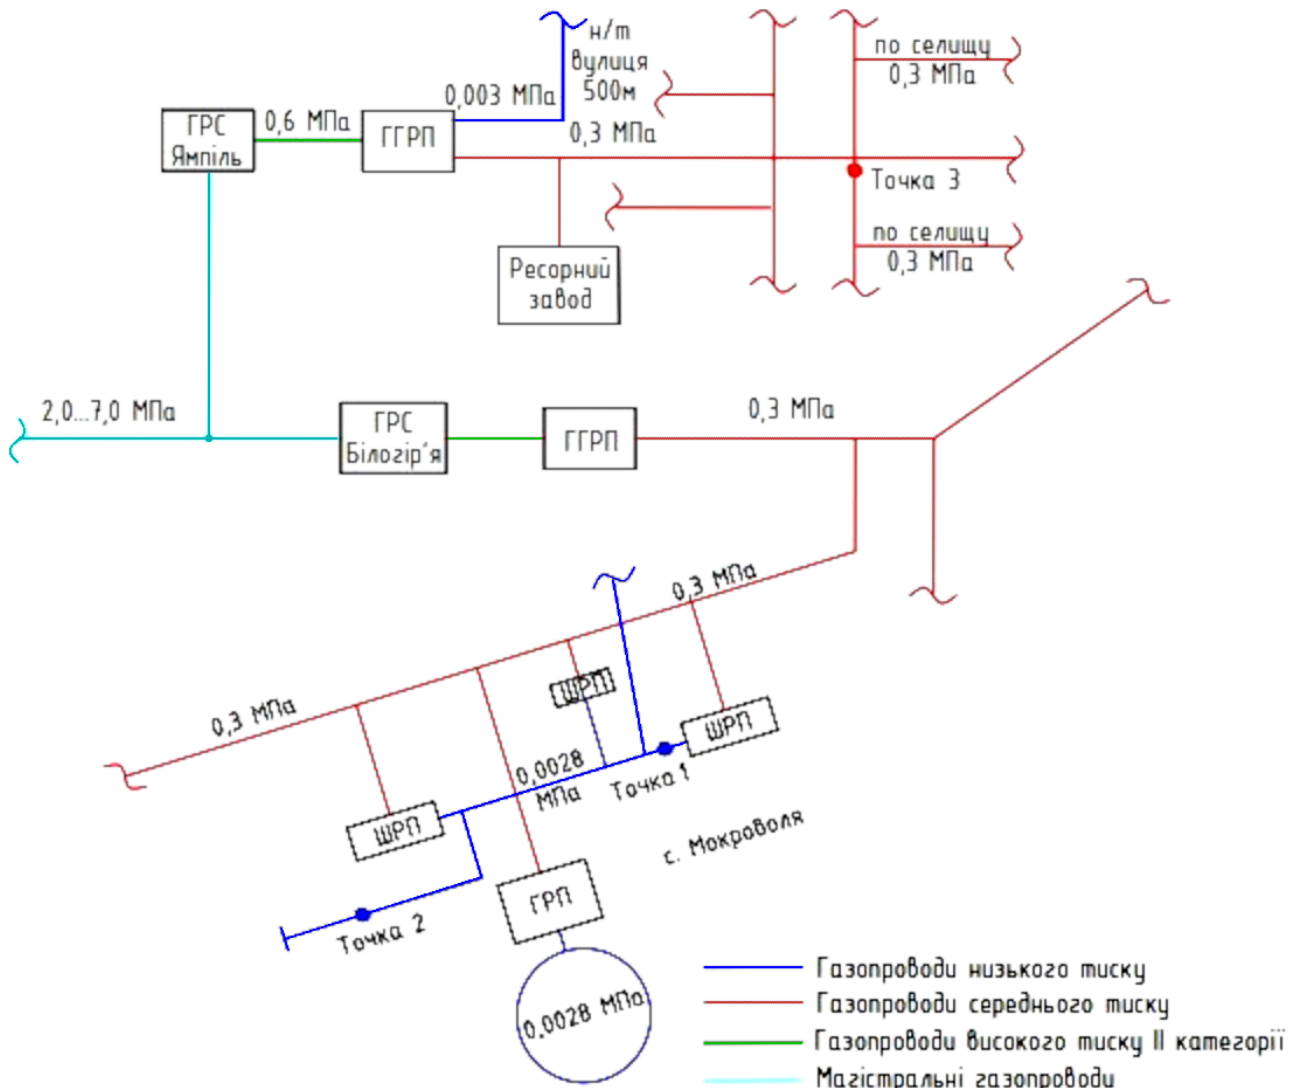 н/т
вулиця
500м
0,003 МПа
по селищу
0,3 МПа
ГРС
Ямпіль
0,6 МПа
ГГРП
0,3 МПа
Точка 3
по селищу
0,3 МПа
Ресорний
завод
2,0...7,0 МПа
ГРС
Білогір'я
ГГРП
0,3 МПа
0,3 МПа
0,3 МПа
ШРП
ШРП
0,0028
МПа
Точка 1
ШРП
с. Мокроволя
ГРП
Точка 2
0,0028 МПа
Газопроводи низького тиску
Газопроводи середнього тиску
Газопроводи високого тиску II категорії
Магістральні газопроводи